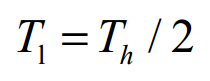 T₁ = Tₕ / 2